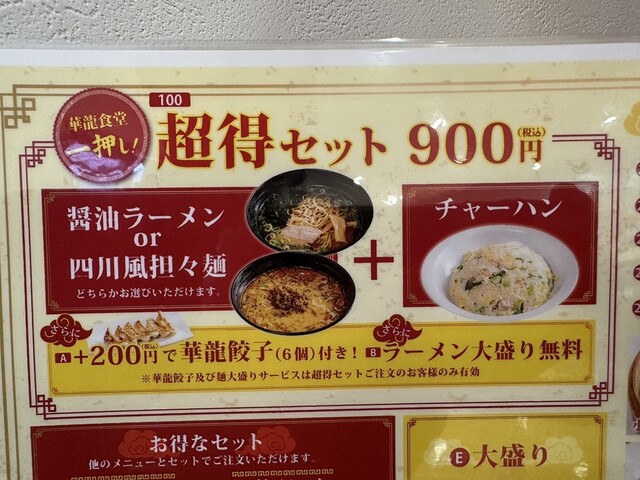 華龍食堂
一押し!
100
超得セット 900円(税込)
醤油ラーメン
or
四川風担々麺
どちらかお選びいただけます。
+
チャーハン
さらに
さらに
A +200円(税込)で華龍餃子(6個)付き! B ラーメン大盛り無料
※華龍餃子及び麺大盛りサービスは超得セットご注文のお客様のみ有効
お得なセット
他のメニューとセットでご注文いただけます。
E 大盛り